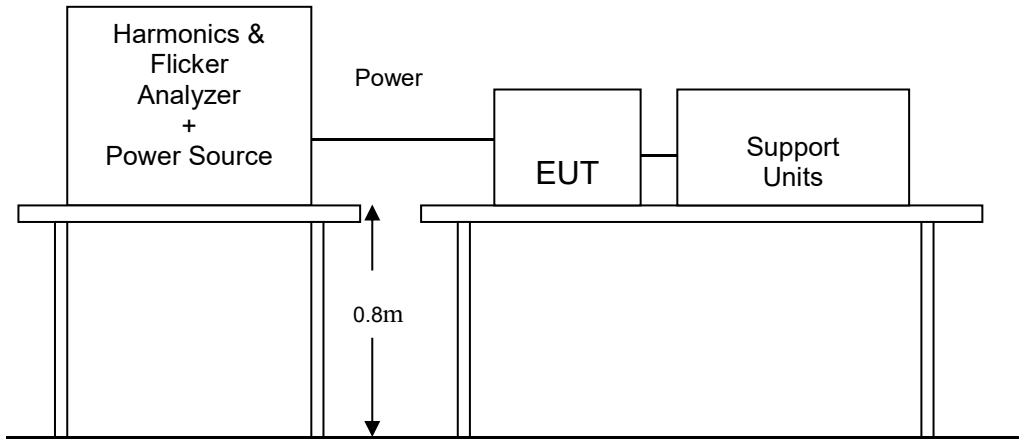 Harmonics &
Flicker
Analyzer
+
Power Source
Power
EUT
Support
Units
0.8m